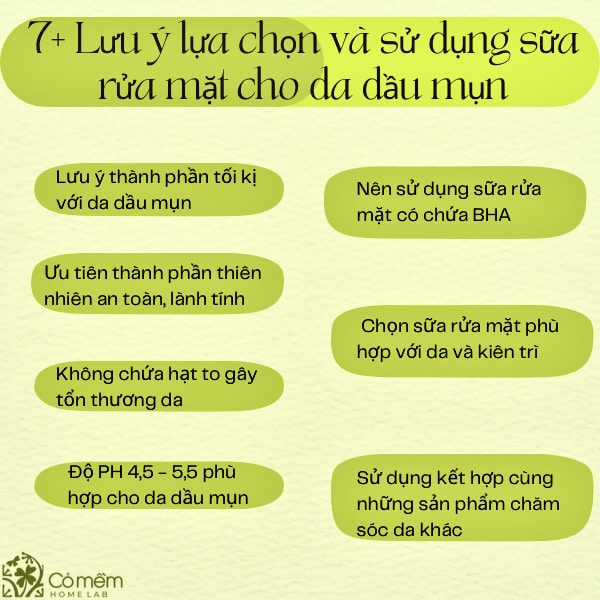 7+ Lưu ý lựa chọn và sử dụng sữa
rửa mặt cho da dầu mụn
Lưu ý thành phần tối kị
với da dầu mụn
Ưu tiên thành phần thiên
nhiên an toàn, lành tính
Không chứa hạt to gây
tổn thương da
Độ PH 4,5 - 5,5 phù
hợp cho da dầu mụn
Nên sử dụng sữa rửa
mặt có chứa BHA
Chọn sữa rửa mặt phù
hợp với da và kiên trì
Sử dụng kết hợp cùng
những sản phẩm chăm
sóc da khác
Cỏ mềm
HOME LAB